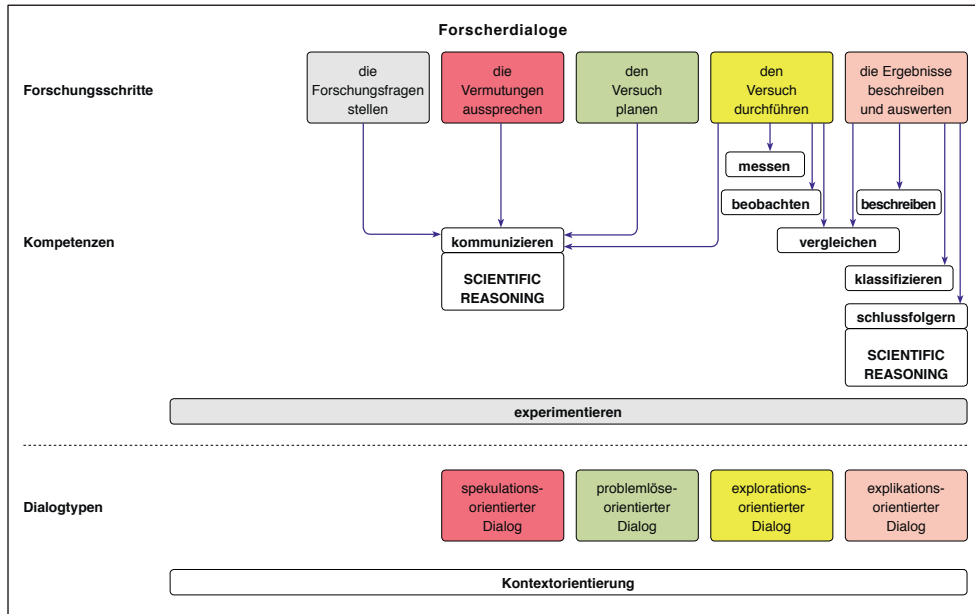 Forscherdialoge
Forschungsschritte
die
Forschungsfragen
stellen
die
Vermutungen
aussprechen
den
Versuch
planen
den
Versuch
durchführen
die Ergebnisse
beschreiben
und auswerten
messen
beobachten
beschreiben
Kompetenzen
kommunizieren
vergleichen
SCIENTIFIC
REASONING
klassifizieren
schlussfolgern
SCIENTIFIC
REASONING
experimentieren
Dialogtypen
spekulations-
orientierter
Dialog
problemlöse-
orientierter
Dialog
explorations-
orientierter
Dialog
explikations-
orientierter
Dialog
Kontextorientierung